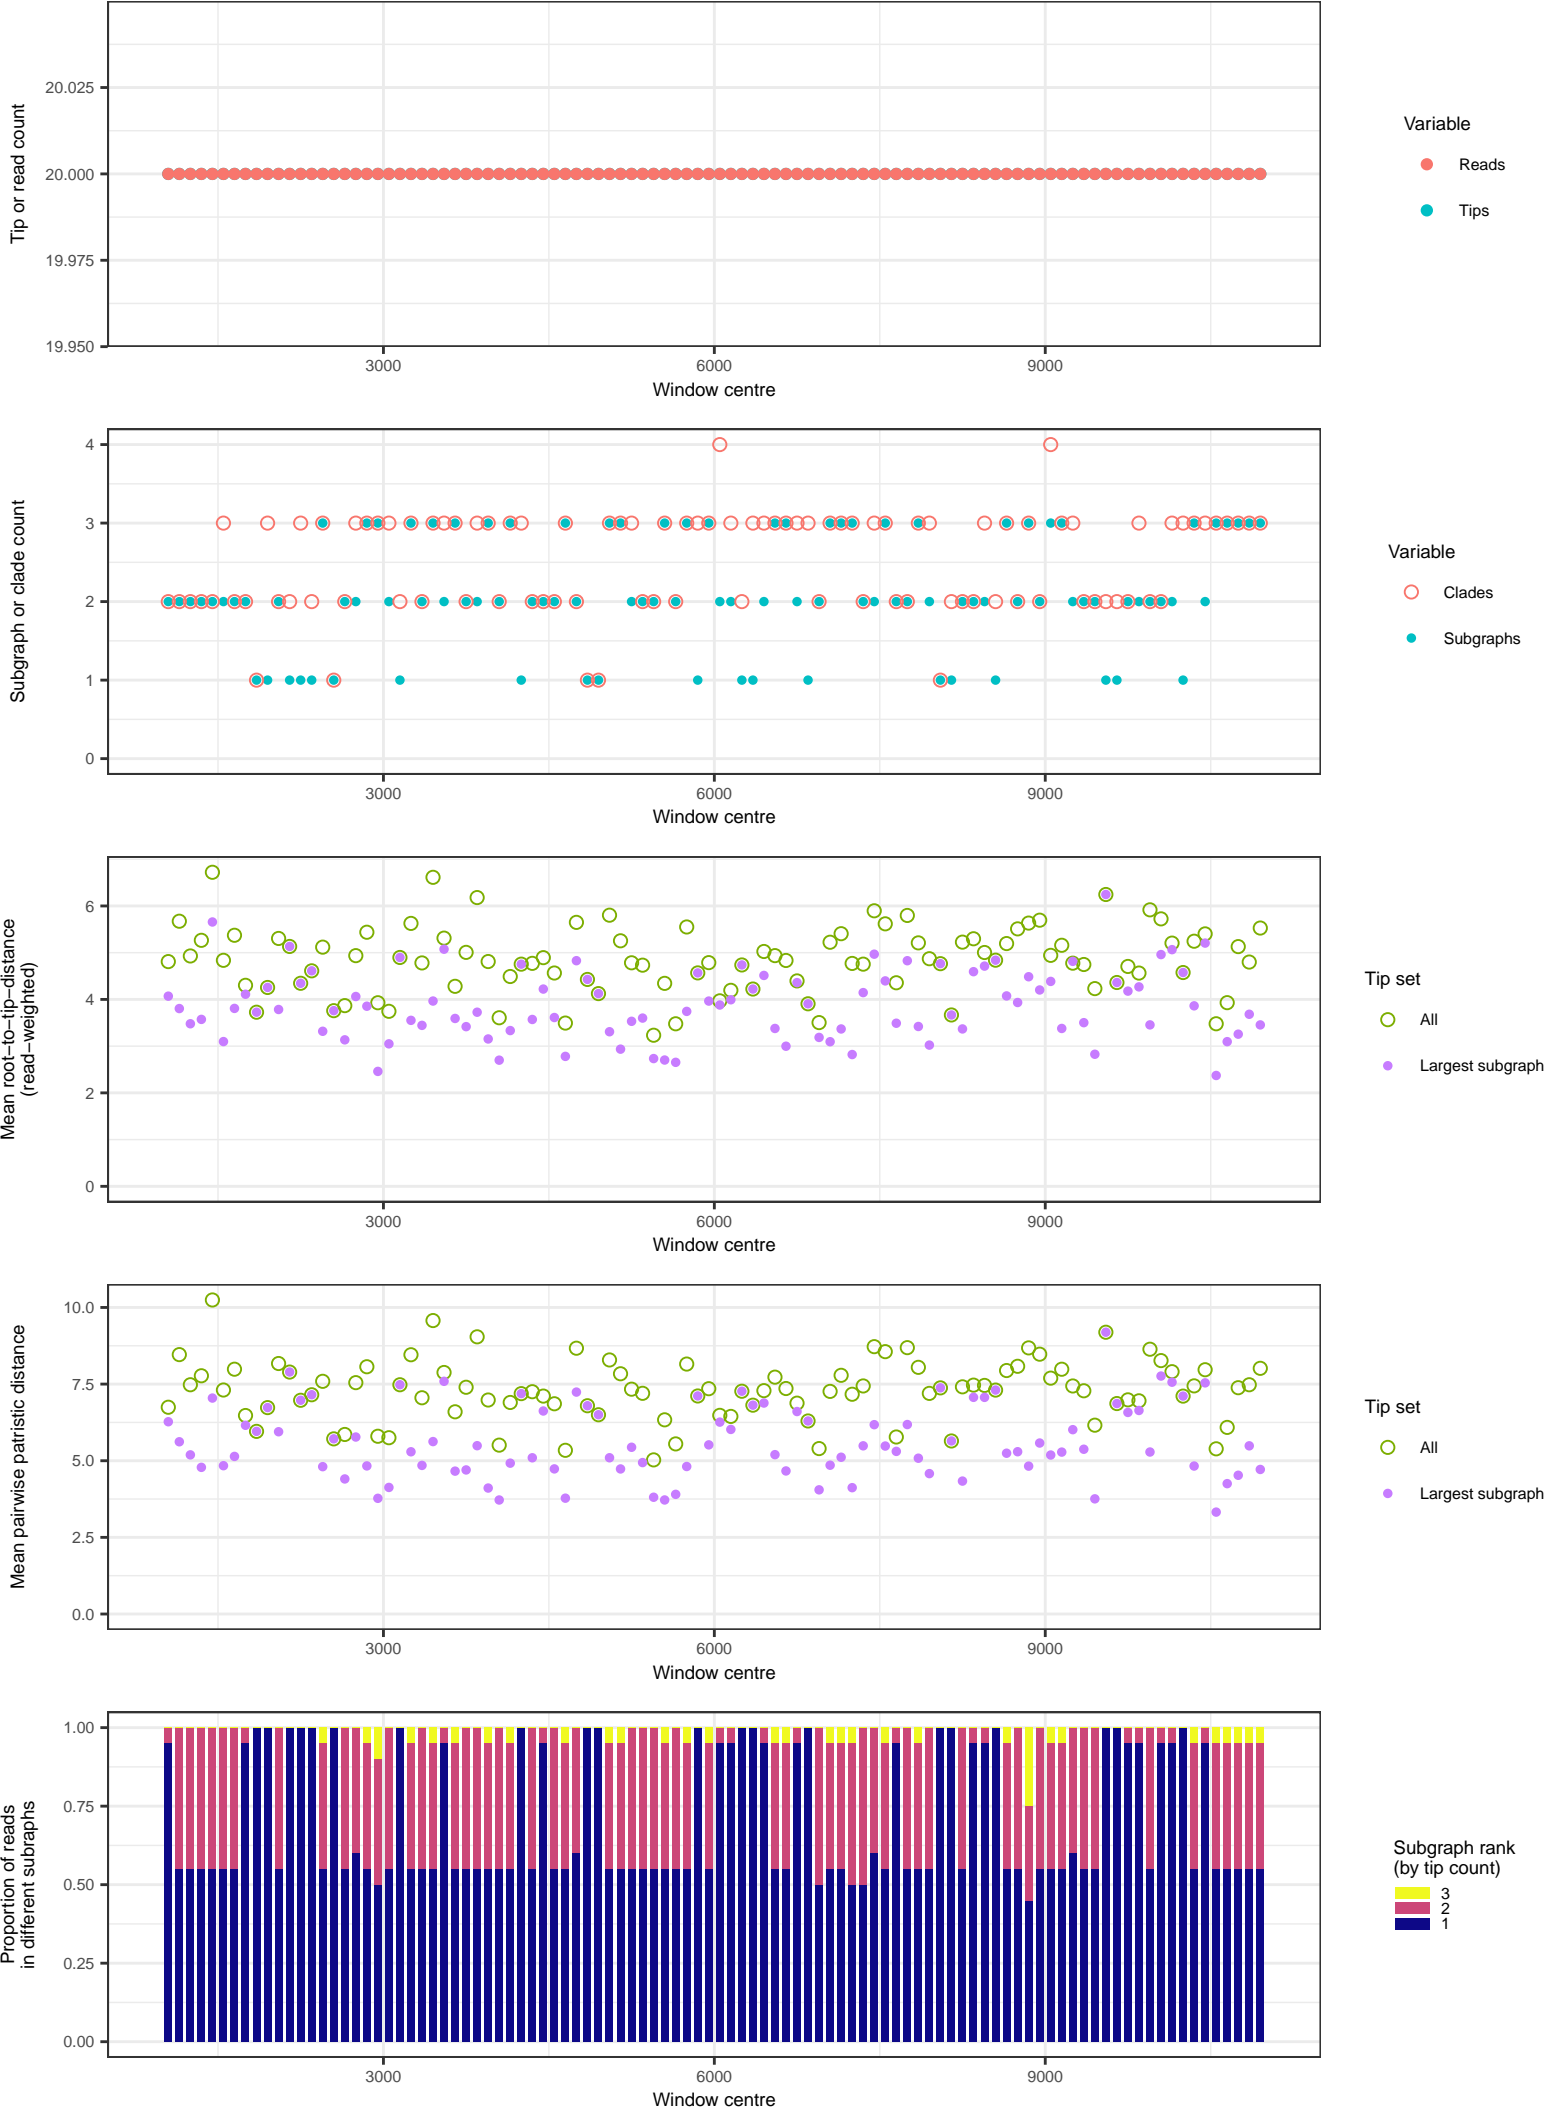 20.025
20.000
19.975
19.950
Tip or read count
3000 6000 9000
Window centre
Variable
Reads
Tips
4
3
2
1
0
Subgraph or clade count
3000 6000 9000
Window centre
Variable
Clades
Subgraphs
6
4
2
0
Mean root−to−tip−distance
(read−weighted)
3000 6000 9000
Window centre
Tip set
All
Largest subgraph
10.0
7.5
5.0
2.5
0.0
Mean pairwise patristic distance
3000 6000 9000
Window centre
Tip set
All
Largest subgraph
1.00
0.75
0.50
0.25
0.00
Proportion of reads
in different subraphs
3000 6000 9000
Window centre
Subgraph rank
(by tip count)
3
2
1